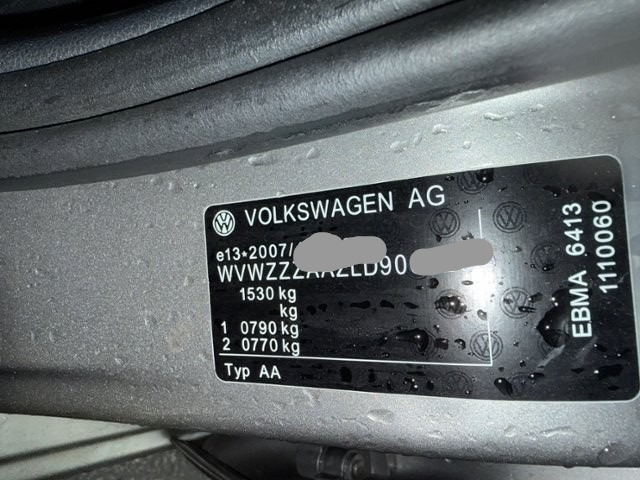 VOLKSWAGEN AG
e13*2007/
WVWZZZAAZLD90
1530 kg
kg
1 0790 kg
2 0770 kg
Typ AA
EBMA 6413
1110060